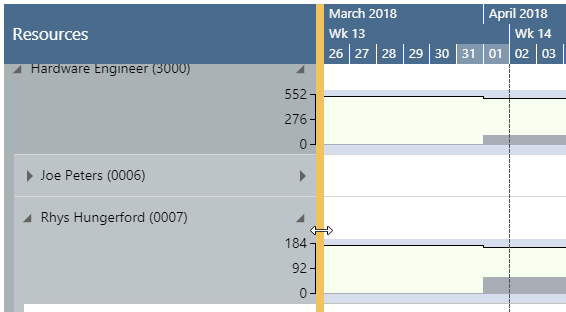 March 2018 April 2018
Resources
Wk 13 Wk 14
26 27 28 29 30 31 01 02 03
Hardware Engineer (3000)
552
276
0
Joe Peters (0006)
Rhys Hungerford (0007)
184
92
0